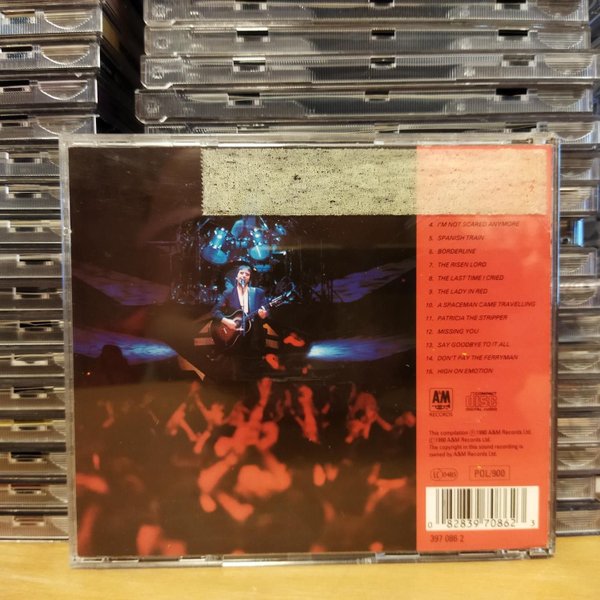 4. I'M NOT SCARED ANYMORE
5. SPANISH TRAIN
6. BORDERLINE
7. THE RISEN LORD
8. THE LAST TIME I CRIED
9. THE LADY IN RED
10. A SPACEMAN CAME TRAVELLING
11. PATRICIA THE STRIPPER
12. MISSING YOU
13. SAY GOODBYE TO IT ALL
14. DON'T PAY THE FERRYMAN
15. HIGH ON EMOTION
A&M
RECORDS
COMPACT
disc
DIGITAL AUDIO
This compilation ℗1990 A&M Records Ltd.
©1990 A&M Records Ltd.
The copyright in this sound recording is
owned by A&M Records Ltd.
LC 0485
POL/900
0 82839 70862 3
397 086 2